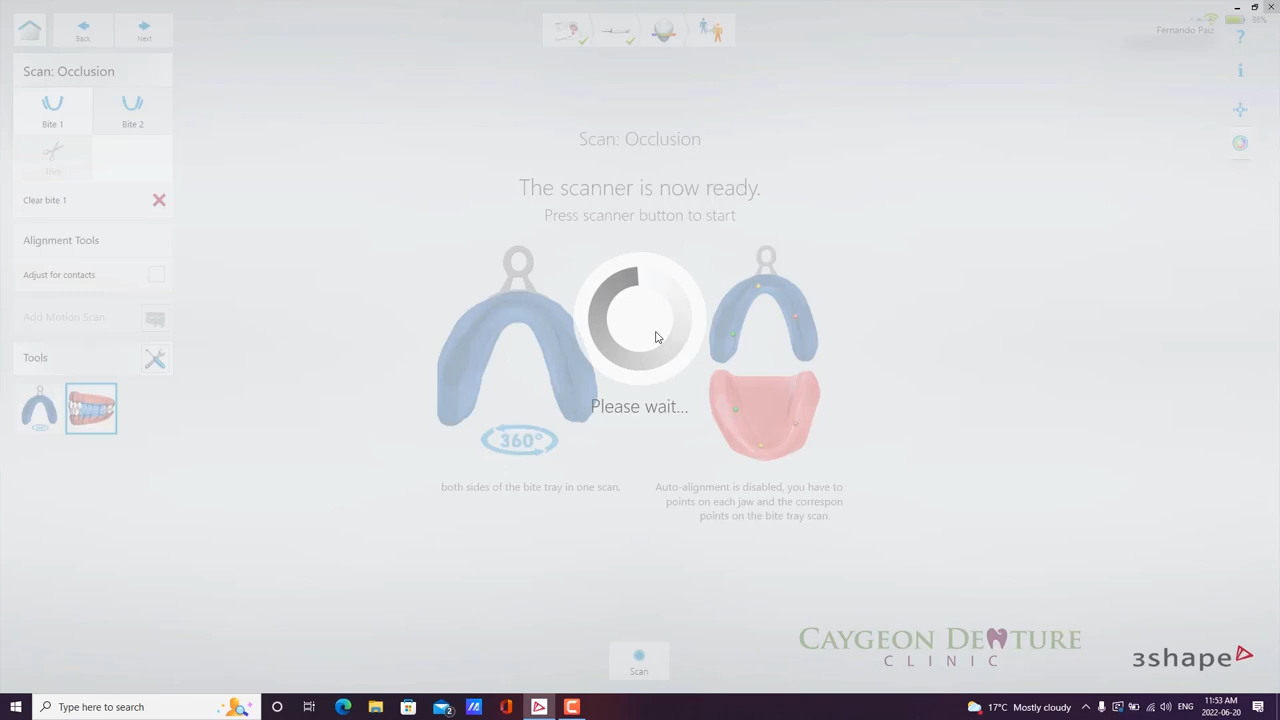 Back
Next
Fernando Paiz
86%
Scan: Occlusion
Bite 1
Bite 2
Trim
Clear bite 1
Alignment Tools
Adjust for contacts
Add Motion Scan
Tools
Scan: Occlusion
The scanner is now ready.
Press scanner button to start
Please wait...
360°
both sides of the bite tray in one scan.
Auto-alignment is disabled, you have to
points on each jaw and the correspon
points on the bite tray scan.
Scan
CAYGEON DENTURE
CLINIC
3shape
Type here to search
2
17°C Mostly cloudy
ENG
11:53 AM
2022-06-20